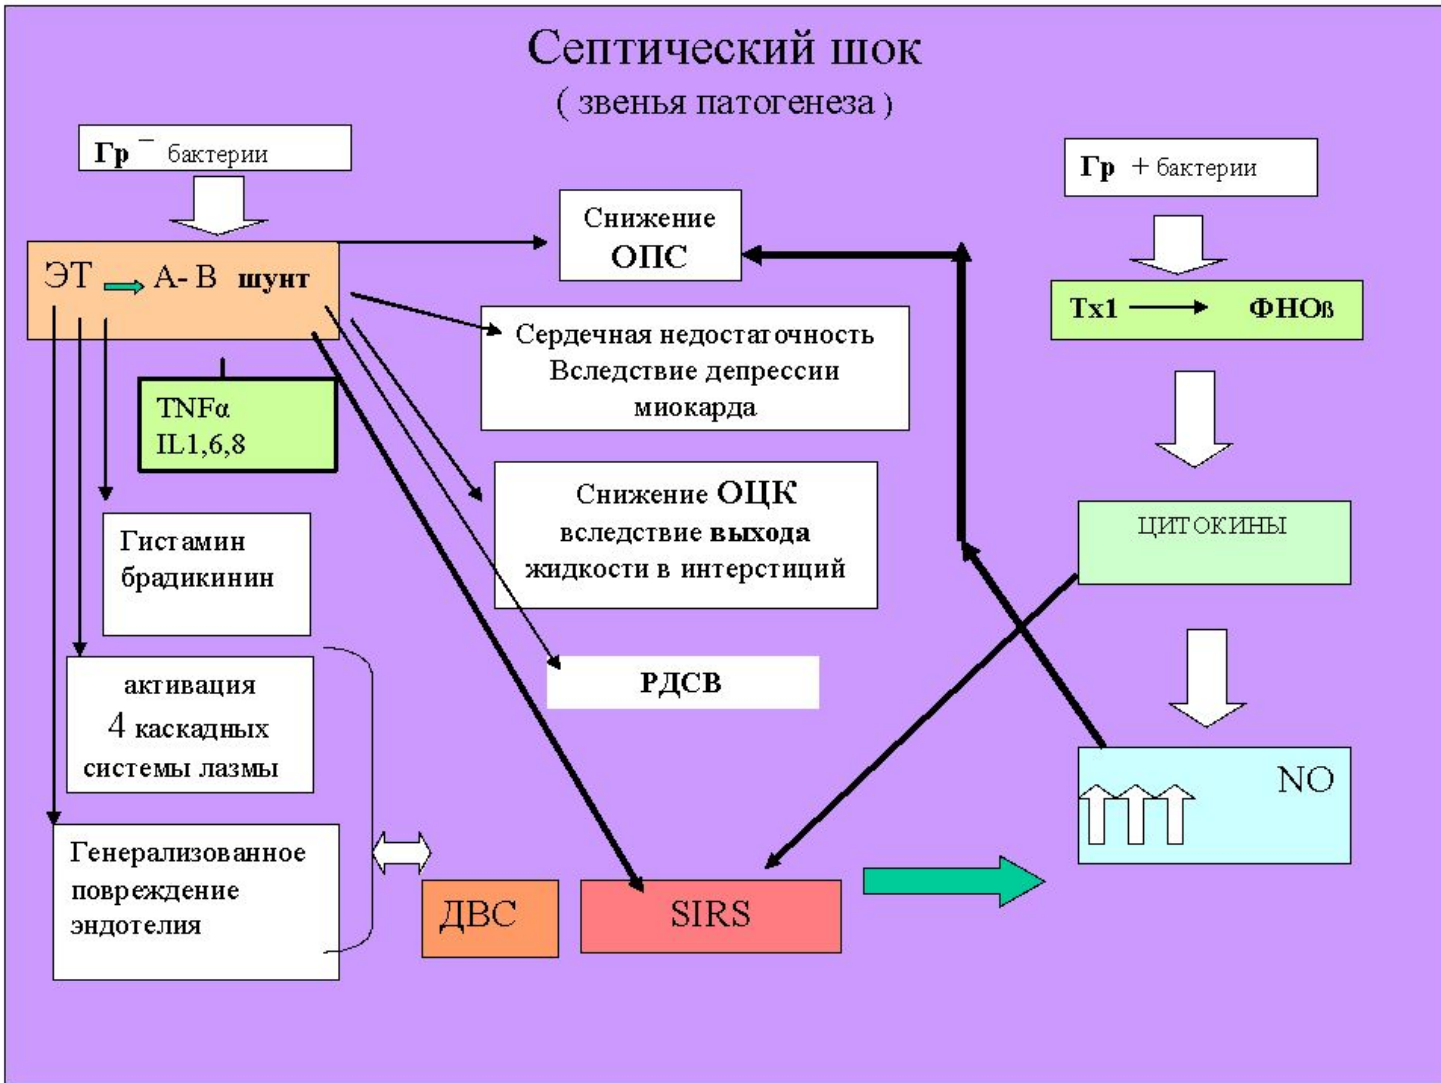 Септический шок
( звенья патогенеза )
Гр – бактерии
Гр + бактерии
ЭТ А- В шунт
Снижение
ОПС
Tx1 ФНОß
Сердечная недостаточность
Вследствие депрессии
миокарда
TNFα
IL1,6,8
Снижение ОЦК
вследствие выхода
жидкости в интерстиций
ЦИТОКИНЫ
Гистамин
брадикинин
РДСВ
активация
4 каскадных
системы лазмы
NO
Генерализованное
повреждение
эндотелия
ДВС
SIRS